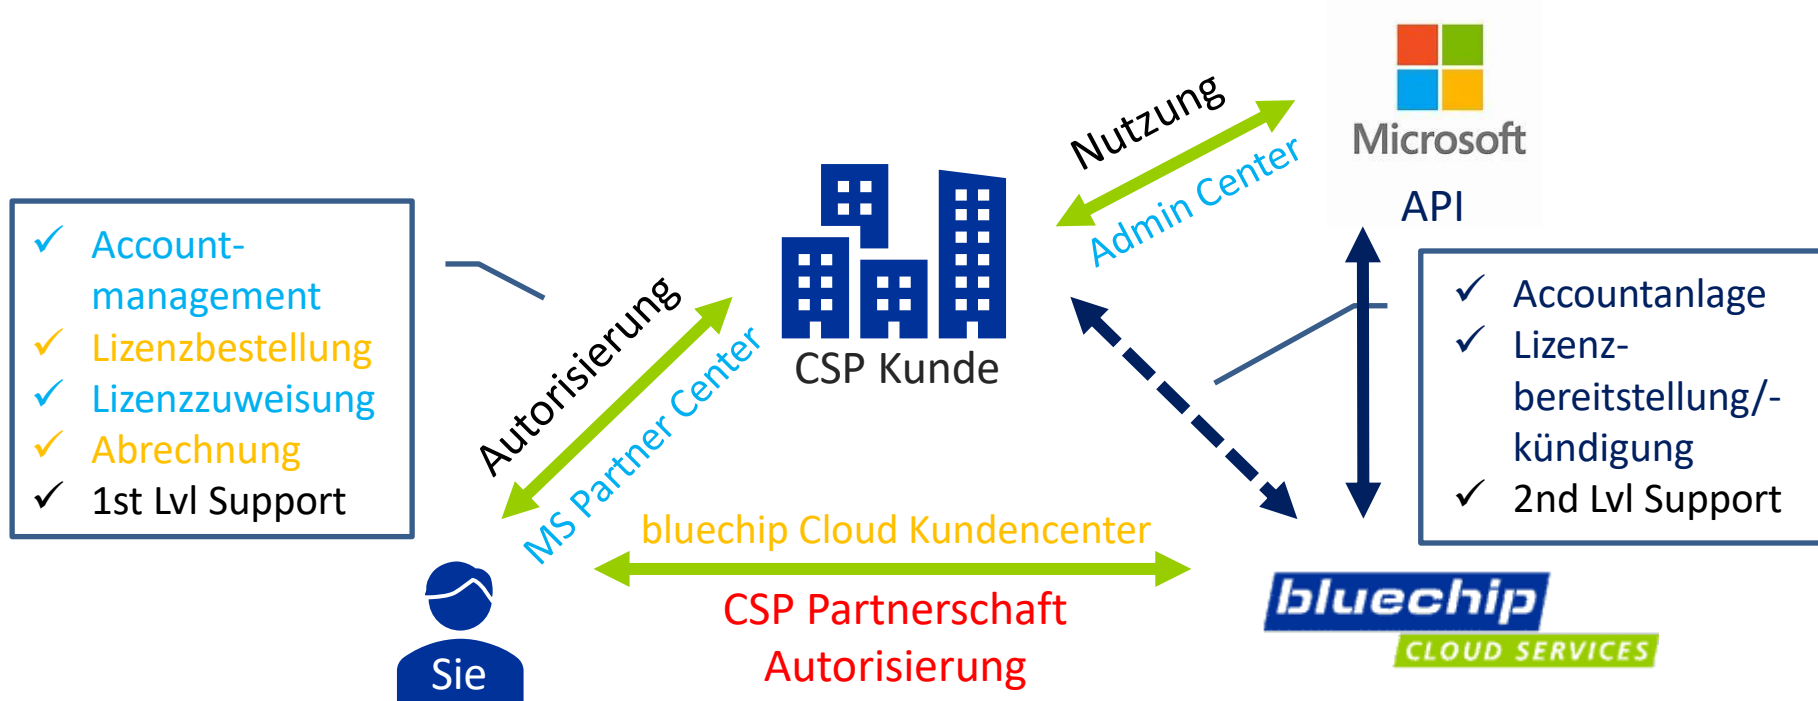 Microsoft
API
Nutzung
Admin Center
✓ Account-
management
✓ Lizenzbestellung
✓ Lizenzzuweisung
✓ Abrechnung
✓ 1st Lvl Support
Autorisierung
MS Partner Center
CSP Kunde
✓ Accountanlage
✓ Lizenz-
bereitstellung/-
kündigung
✓ 2nd Lvl Support
bluechip Cloud Kundencenter
CSP Partnerschaft
Autorisierung
Sie
bluechip
CLOUD SERVICES